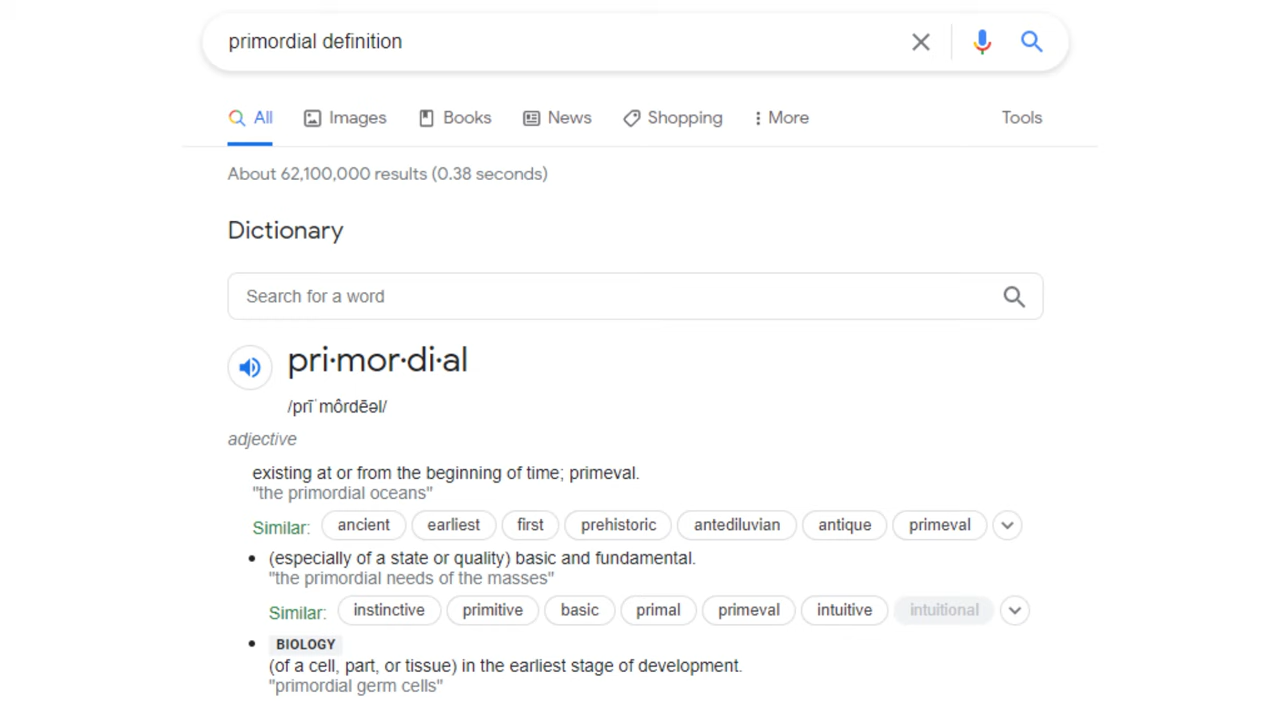 primordial definition
All Images Books News Shopping More Tools
About 62,100,000 results (0.38 seconds)
Dictionary
Search for a word
pri·mor·di·al
/prīˈmôrdēəl/
adjective
existing at or from the beginning of time; primeval.
"the primordial oceans"
Similar: ancient earliest first prehistoric antediluvian antique primeval
• (especially of a state or quality) basic and fundamental.
"the primordial needs of the masses"
Similar: instinctive primitive basic primal primeval intuitive intuitional
• BIOLOGY
(of a cell, part, or tissue) in the earliest stage of development.
"primordial germ cells"